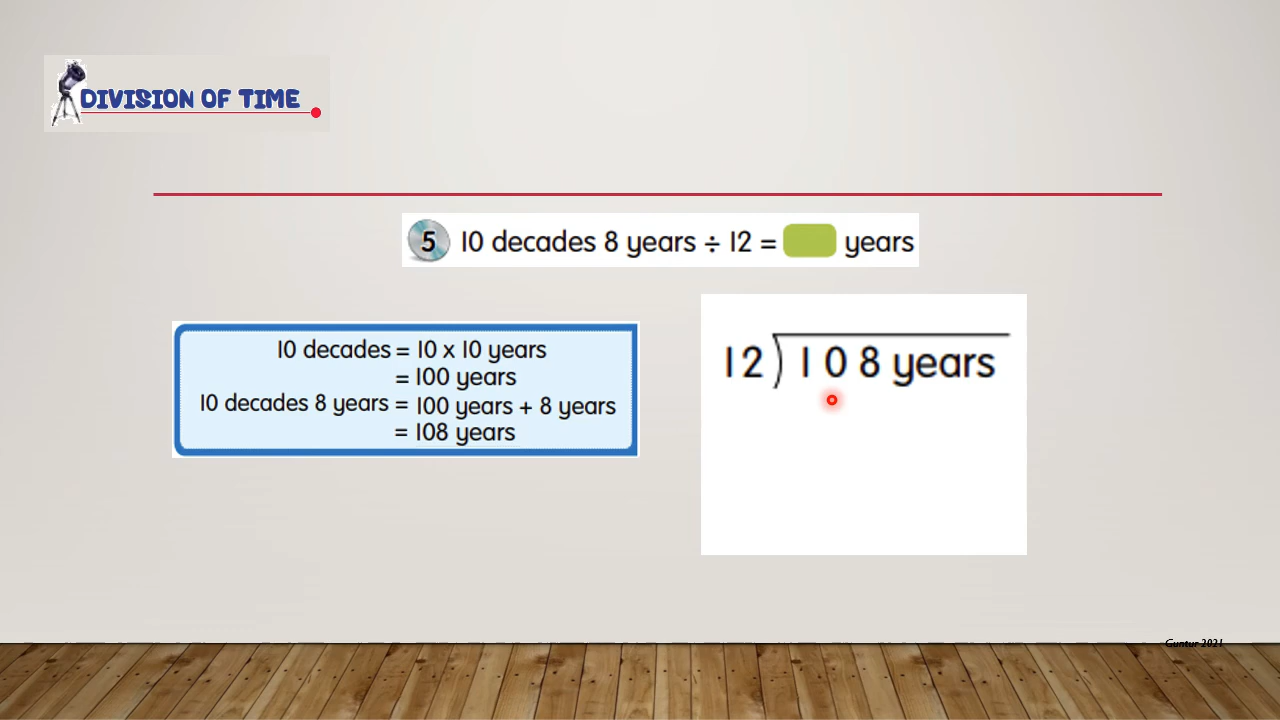 DIVISION OF TIME
5 10 decades 8 years ÷ 12 = years
10 decades = 10 x 10 years
= 100 years
10 decades 8 years = 100 years + 8 years
= 108 years
12 ) 1 0 8 years
Guntur 2021